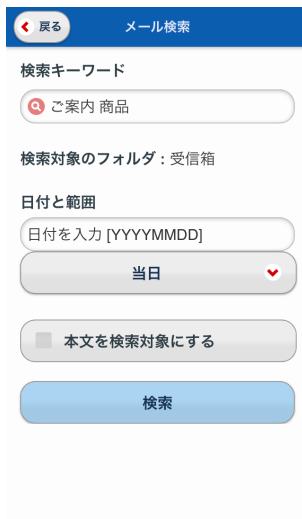 戻る メール検索
検索キーワード
ご案内 商品
検索対象のフォルダ : 受信箱
日付と範囲
日付を入力 [YYYYMMDD]
当日
本文を検索対象にする
検索